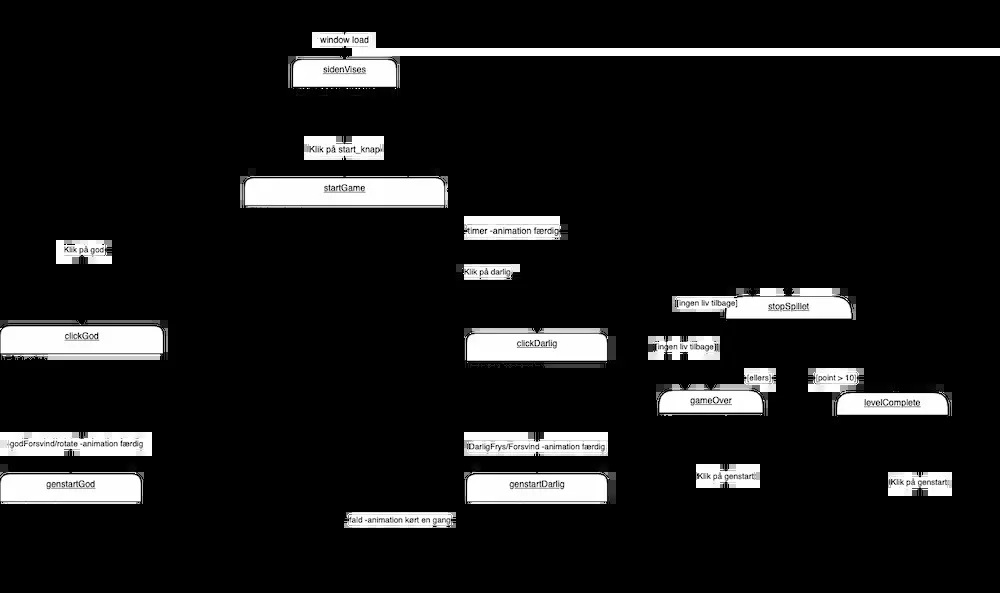 window load
sidenVises
Klik på start_knap
startGame
timer -animation færdig
Klik på god
Klik på darlig
[ingen liv tilbage]
stopSpillet
clickGod
clickDarlig
[ingen liv tilbage]
[ellers]
[point > 10]
gameOver
levelComplete
godForsvind/rotate -animation færdig
DarligFrys/Forsvind -animation færdig
Klik på genstart
Klik på genstart
genstartGod
genstartDarlig
fald -animation kørt en gang